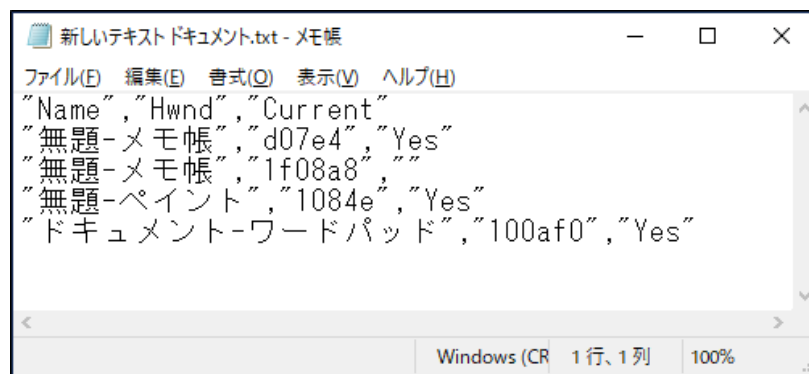 新しいテキスト ドキュメント.txt - メモ帳
ファイル(F) 編集(E) 書式(O) 表示(V) ヘルプ(H)
"Name","Hwnd","Current"
"無題-メモ帳","d07e4","Yes"
"無題-メモ帳","1f08a8",""
"無題-ペイント","1084e","Yes"
"ドキュメント-ワードパッド","100af0","Yes"
Windows (CR 1 行、1 列 100%